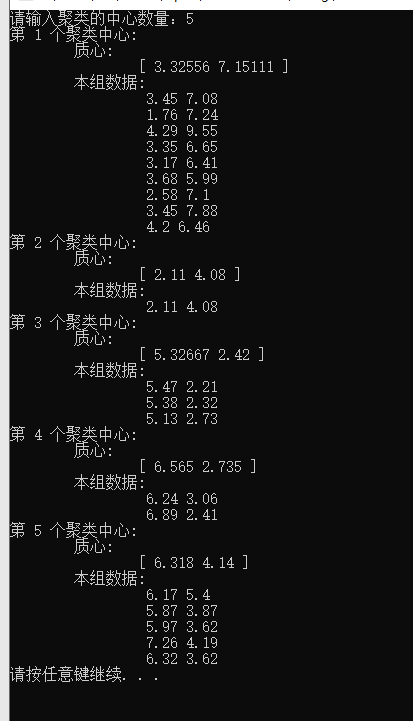 请输入聚类的中心数量：5
第 1 个聚类中心:
质心:
[ 3.32556 7.15111 ]
本组数据:
3.45 7.08
1.76 7.24
4.29 9.55
3.35 6.65
3.17 6.41
3.68 5.99
2.58 7.1
3.45 7.88
4.2 6.46
第 2 个聚类中心:
质心:
[ 2.11 4.08 ]
本组数据:
2.11 4.08
第 3 个聚类中心:
质心:
[ 5.32667 2.42 ]
本组数据:
5.47 2.21
5.38 2.32
5.13 2.73
第 4 个聚类中心:
质心:
[ 6.565 2.735 ]
本组数据:
6.24 3.06
6.89 2.41
第 5 个聚类中心:
质心:
[ 6.318 4.14 ]
本组数据:
6.17 5.4
5.87 3.87
5.97 3.62
7.26 4.19
6.32 3.62
请按任意键继续. . .